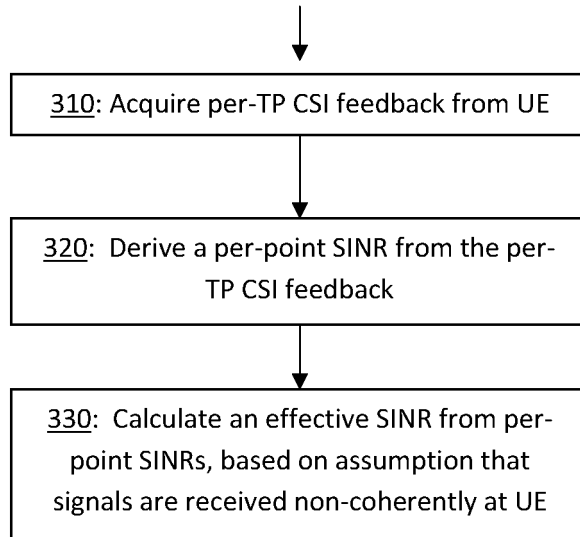 310: Acquire per-TP CSI feedback from UE
320: Derive a per-point SINR from the per-
TP CSI feedback
330: Calculate an effective SINR from per-
point SINRs, based on assumption that
signals are received non-coherently at UE